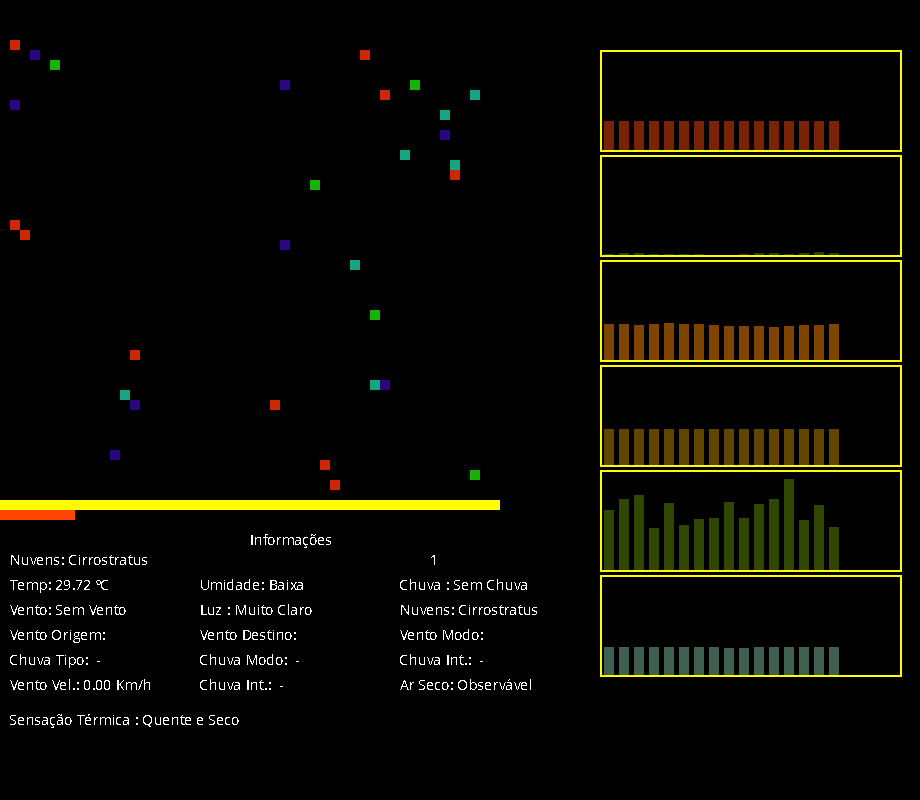 Informações
Nuvens: Cirrostratus 1
Temp: 29.72 ºC Umidade: Baixa Chuva : Sem Chuva
Vento: Sem Vento Luz : Muito Claro Nuvens: Cirrostratus
Vento Origem: Vento Destino: Vento Modo:
Chuva Tipo: - Chuva Modo: - Chuva Int.: -
Vento Vel.: 0.00 Km/h Chuva Int.: - Ar Seco: Observável
Sensação Térmica : Quente e Seco